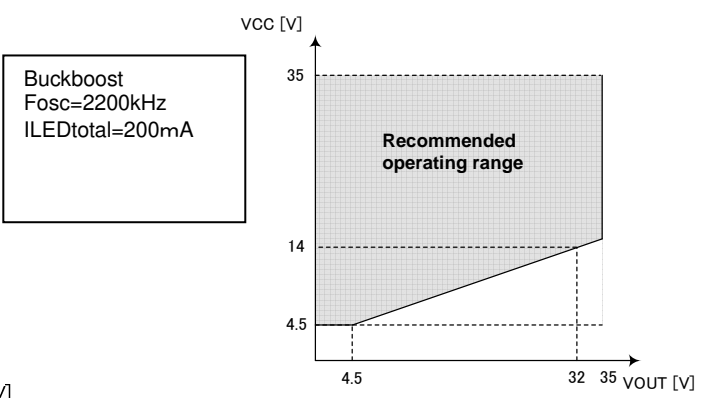 VCC [V]
Buckboost
Fosc=2200kHz
ILEDtotal=200mA
35
Recommended
operating range
14
4.5
4.5
32
35
VOUT [V]
V]